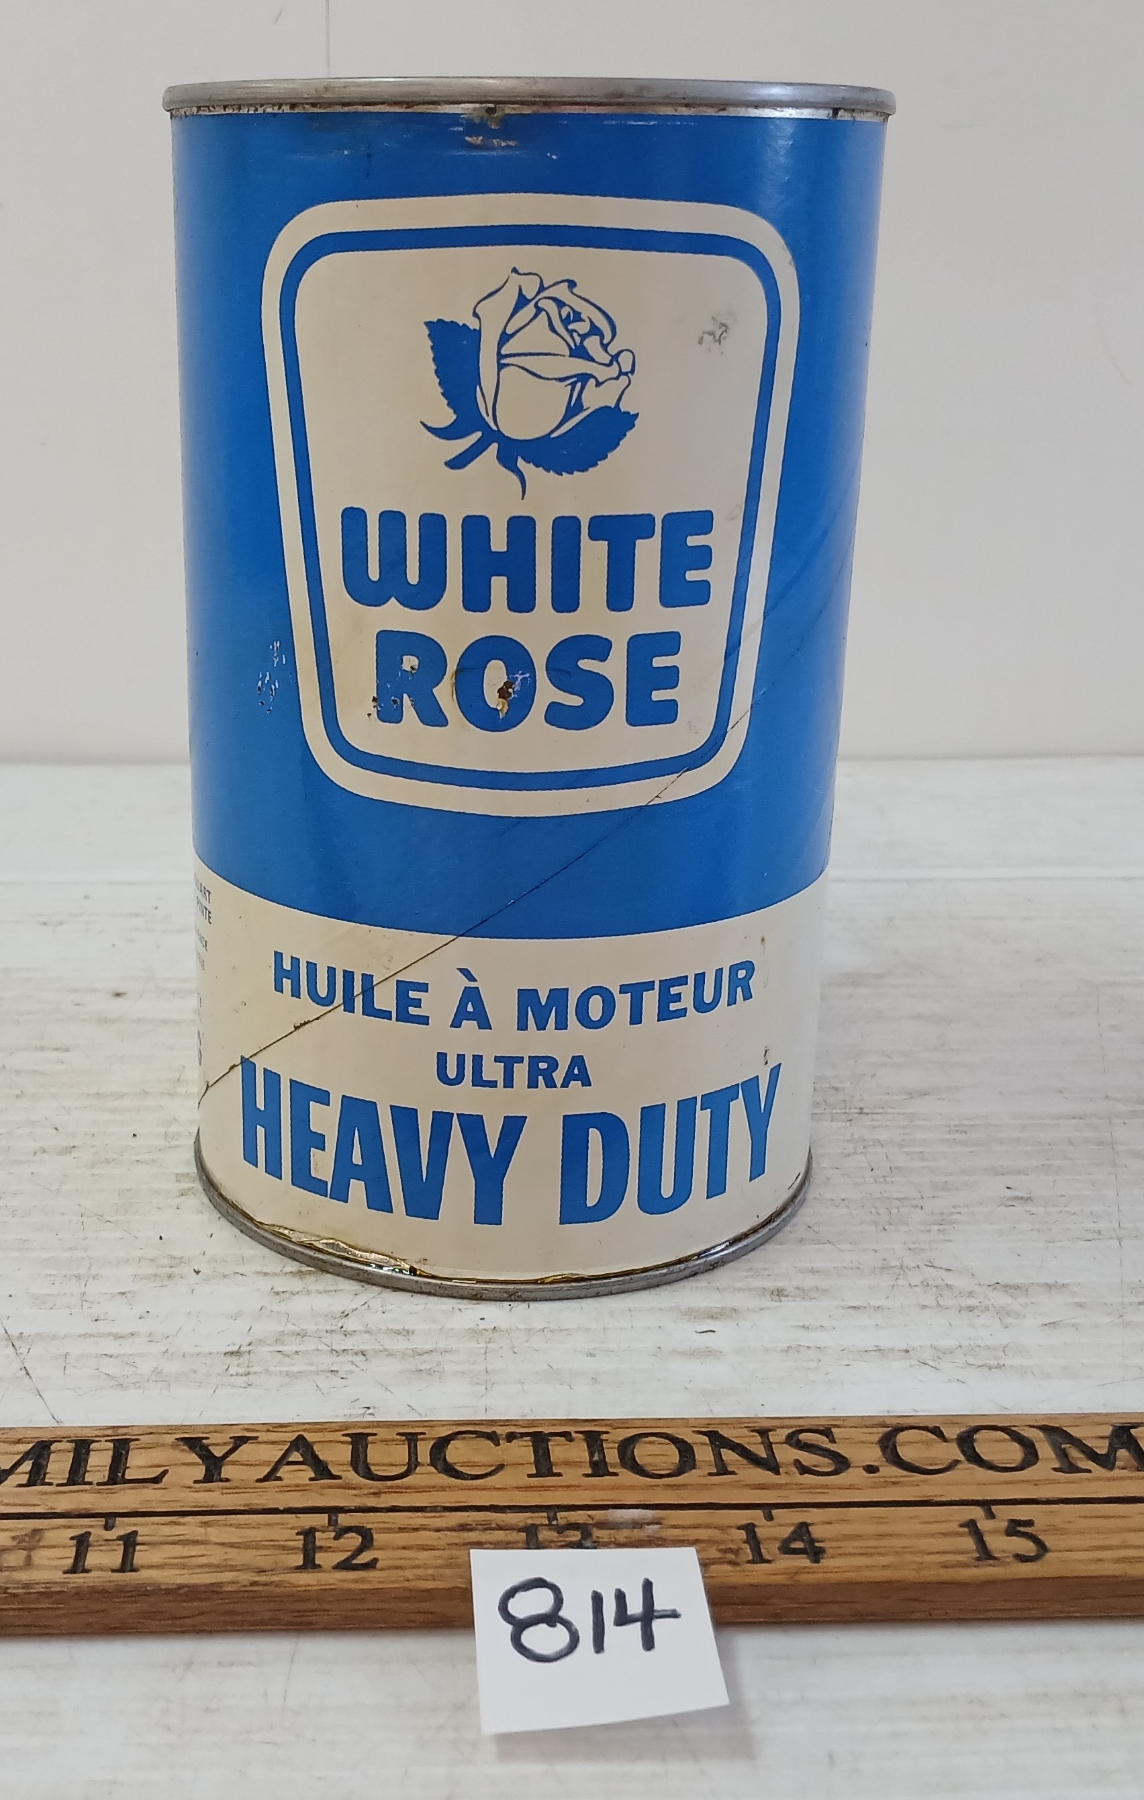 WHITE
ROSE
HUILE À MOTEUR
ULTRA
HEAVY DUTY
MILYAUCTIONS.COM
11 12 13 14 15
814